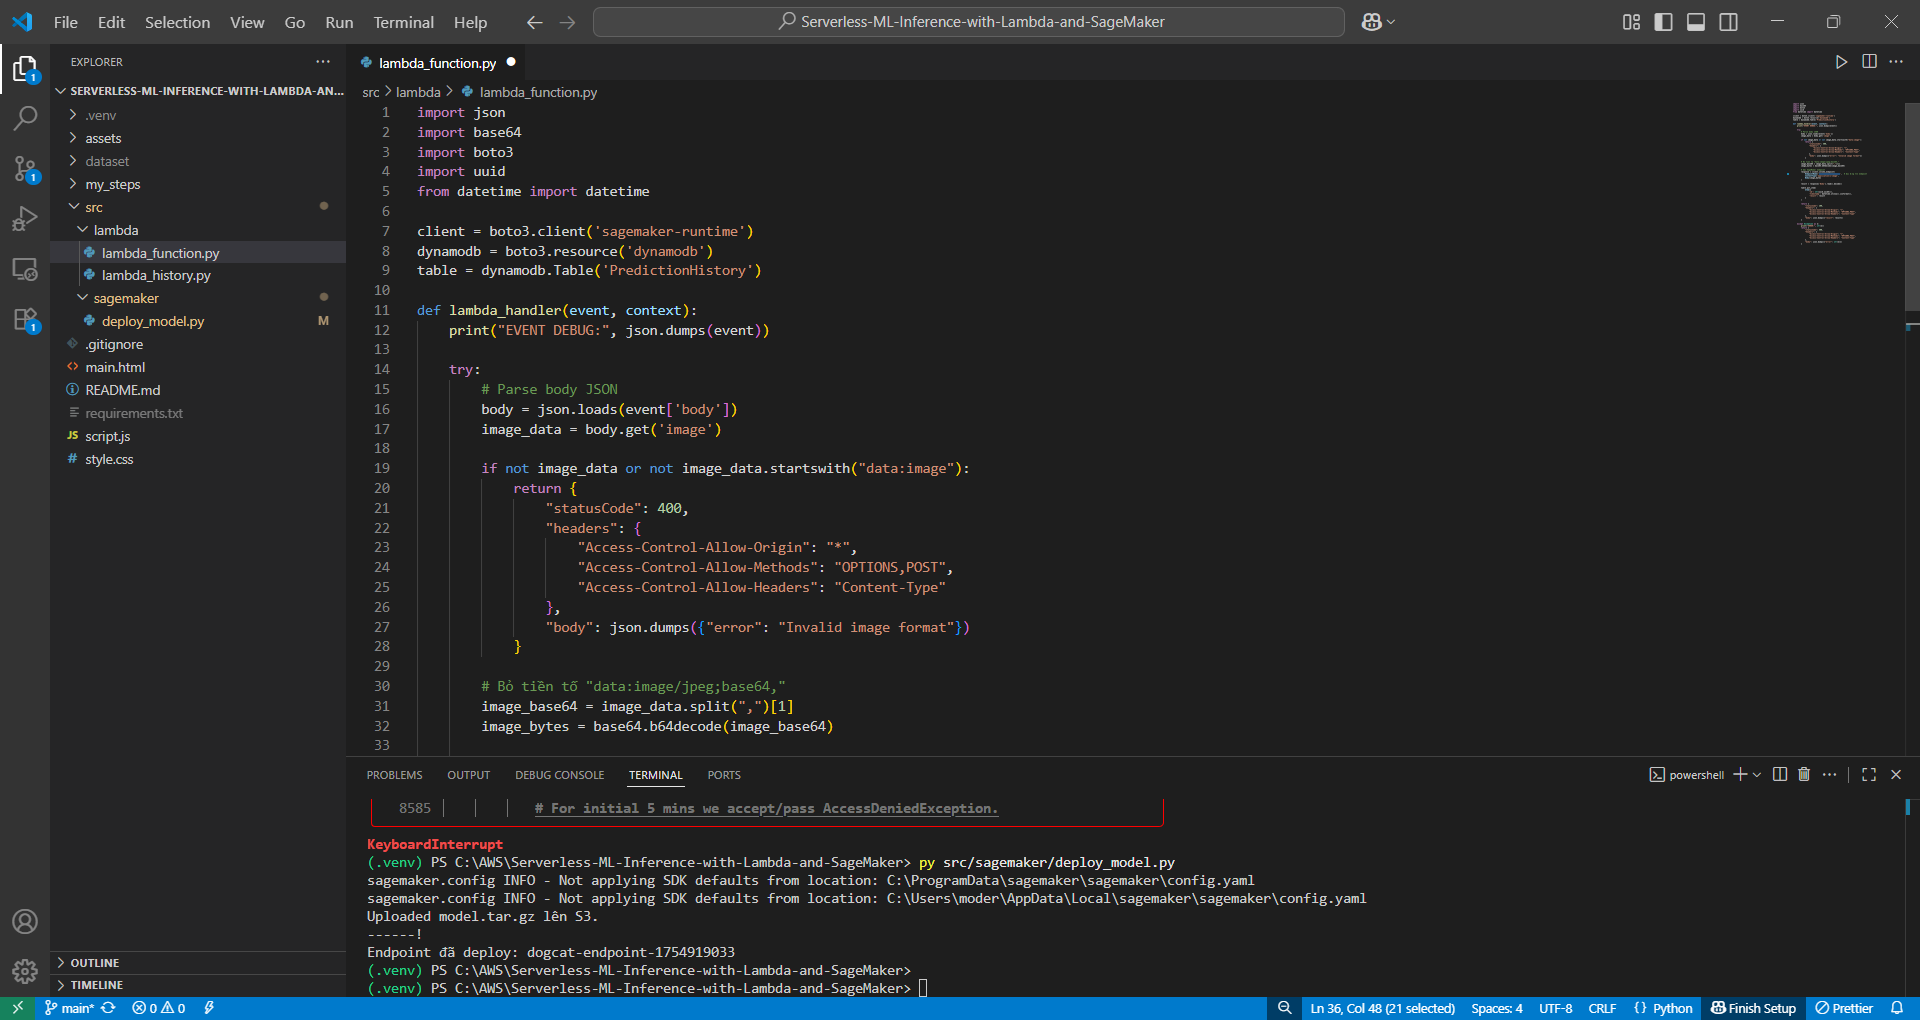 File Edit Selection View Go Run Terminal Help
Serverless-ML-Inference-with-Lambda-and-SageMaker
EXPLORER
SERVERLESS-ML-INFERENCE-WITH-LAMBDA-AN...
.venv
assets
dataset
my_steps
src
lambda
lambda_function.py
lambda_history.py
sagemaker
deploy_model.py M
.gitignore
main.html
README.md
requirements.txt
JS script.js
# style.css
OUTLINE
TIMELINE
1
1
1
lambda_function.py
src > lambda > lambda_function.py
1 import json
2 import base64
3 import boto3
4 import uuid
5 from datetime import datetime
6
7 client = boto3.client('sagemaker-runtime')
8 dynamodb = boto3.resource('dynamodb')
9 table = dynamodb.Table('PredictionHistory')
10
11 def lambda_handler(event, context):
12 print("EVENT DEBUG:", json.dumps(event))
13
14 try:
15 # Parse body JSON
16 body = json.loads(event['body'])
17 image_data = body.get('image')
18
19 if not image_data or not image_data.startswith("data:image"):
20 return {
21 "statusCode": 400,
22 "headers": {
23 "Access-Control-Allow-Origin": "*",
24 "Access-Control-Allow-Methods": "OPTIONS,POST",
25 "Access-Control-Allow-Headers": "Content-Type"
26 },
27 "body": json.dumps({"error": "Invalid image format"})
28 }
29
30 # Bỏ tiền tố "data:image/jpeg;base64,"
31 image_base64 = image_data.split(",")[1]
32 image_bytes = base64.b64decode(image_base64)
33
PROBLEMS OUTPUT DEBUG CONSOLE TERMINAL PORTS
powershell
8585 # For initial 5 mins we accept/pass AccessDeniedException.
KeyboardInterrupt
(.venv) PS C:\AWS\Serverless-ML-Inference-with-Lambda-and-SageMaker> py src/sagemaker/deploy_model.py
sagemaker.config INFO - Not applying SDK defaults from location: C:\ProgramData\sagemaker\sagemaker\config.yaml
sagemaker.config INFO - Not applying SDK defaults from location: C:\Users\moder\AppData\Local\sagemaker\sagemaker\config.yaml
Uploaded model.tar.gz lên S3.
------!
Endpoint đã deploy: dogcat-endpoint-1754919033
(.venv) PS C:\AWS\Serverless-ML-Inference-with-Lambda-and-SageMaker>
(.venv) PS C:\AWS\Serverless-ML-Inference-with-Lambda-and-SageMaker>
main* 0 0 Ln 36, Col 48 (21 selected) Spaces: 4 UTF-8 CRLF {} Python Finish Setup Prettier